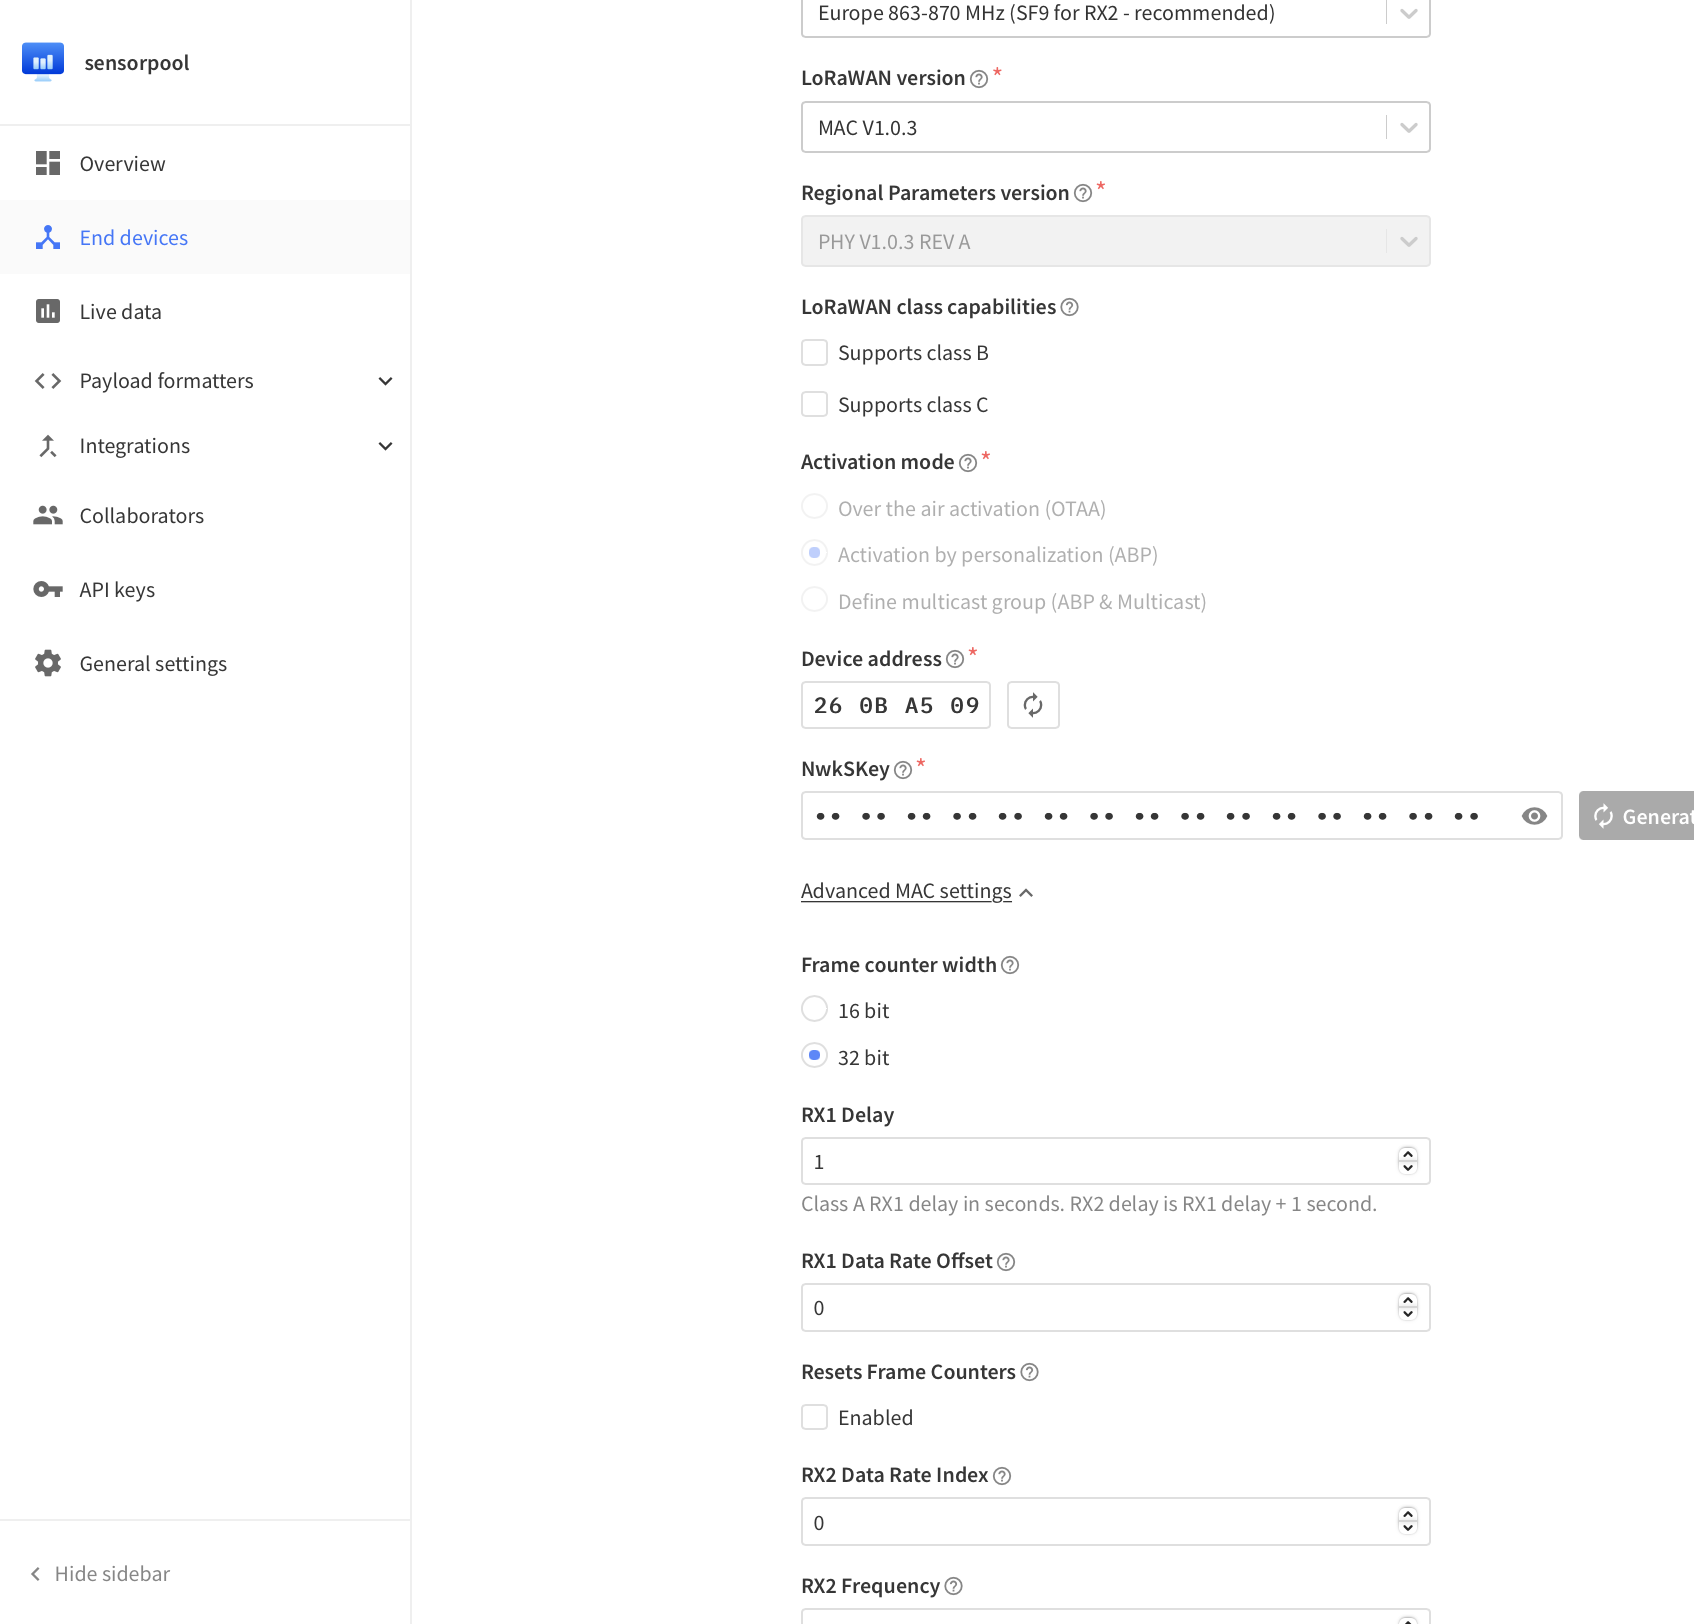 sensorpool
Overview
End devices
Live data
Payload formatters
Integrations
Collaborators
API keys
General settings
Hide sidebar
Europe 863-870 MHz (SF9 for RX2 - recommended)
LoRaWAN version ? *
MAC V1.0.3
Regional Parameters version ? *
PHY V1.0.3 REV A
LoRaWAN class capabilities ?
Supports class B
Supports class C
Activation mode ? *
Over the air activation (OTAA)
Activation by personalization (ABP)
Define multicast group (ABP & Multicast)
Device address ? *
26 0B A5 09
NwkSKey ? *
•• •• •• •• •• •• •• •• •• •• •• •• •• •• ••
Generat
Advanced MAC settings
Frame counter width ?
16 bit
32 bit
RX1 Delay
1
Class A RX1 delay in seconds. RX2 delay is RX1 delay + 1 second.
RX1 Data Rate Offset ?
0
Resets Frame Counters ?
Enabled
RX2 Data Rate Index ?
0
RX2 Frequency ?